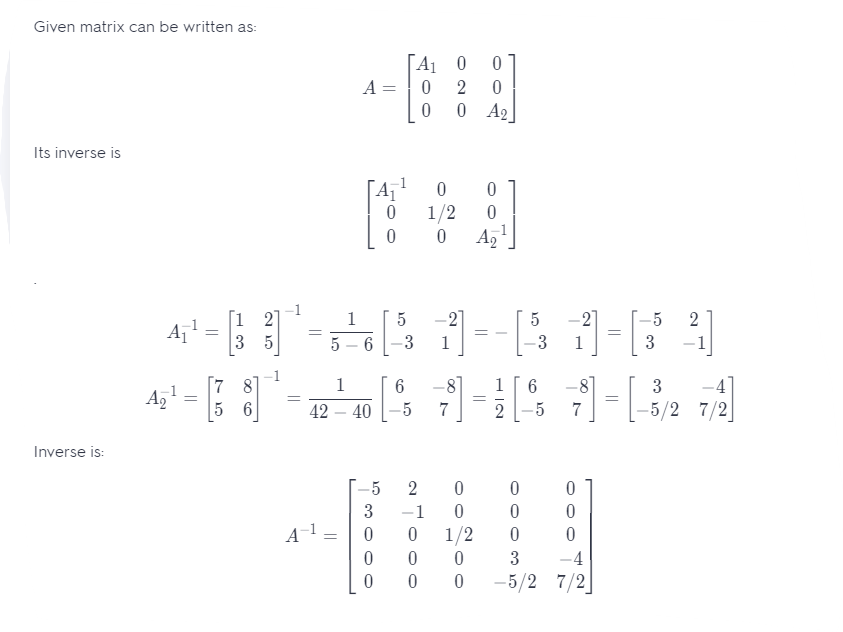 Given matrix can be written as:
A = [A₁ 0 0
0 2 0
0 0 A₂]
Its inverse is
[A₁⁻¹ 0 0
0 1/2 0
0 0 A₂⁻¹]
.
A₁⁻¹ = [1 2; 3 5]⁻¹ = 1/(5 − 6) [5 −2; −3 1] = − [5 −2; −3 1] = [−5 2; 3 −1]
A₂⁻¹ = [7 8; 5 6]⁻¹ = 1/(42 − 40) [6 −8; −5 7] = 1/2 [6 −8; −5 7] = [3 −4; −5/2 7/2]
Inverse is:
A⁻¹ = [−5 2 0 0 0
3 −1 0 0 0
0 0 1/2 0 0
0 0 0 3 −4
0 0 0 −5/2 7/2]